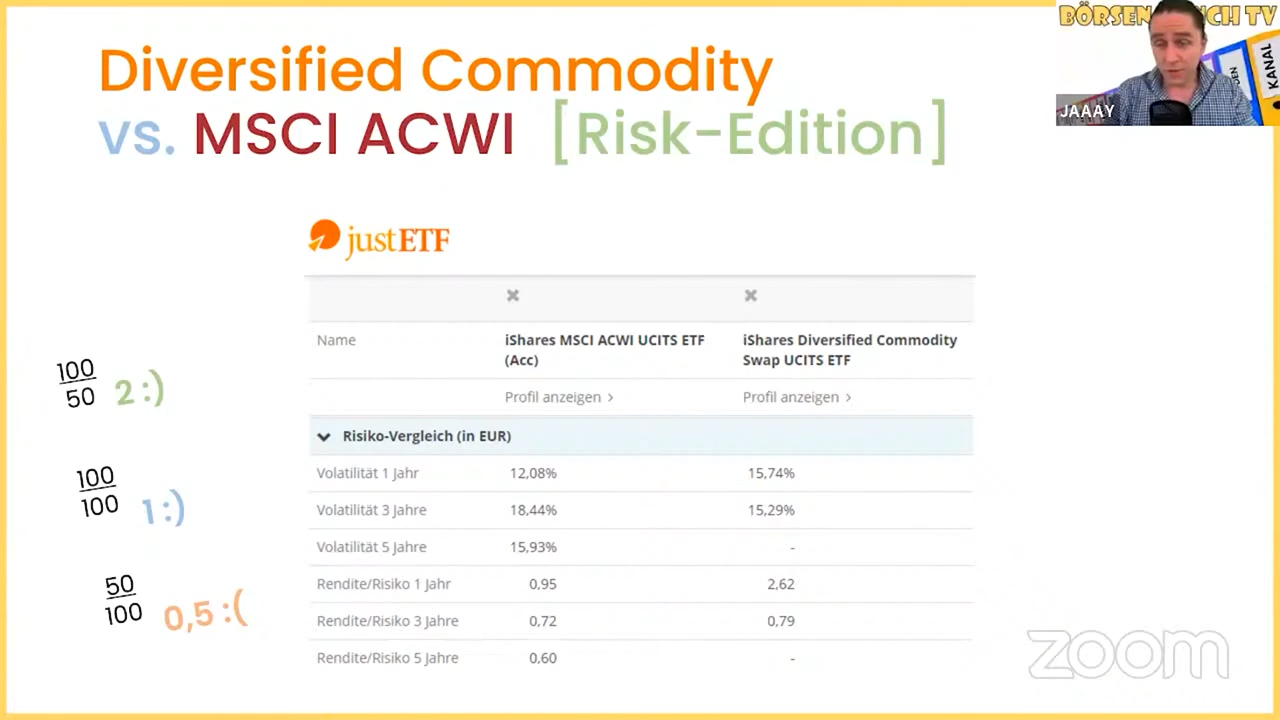 Diversified Commodity
vs. MSCI ACWI [Risk-Edition]
JAAAY
KANAL
justETF
Name
iShares MSCI ACWI UCITS ETF
(Acc)
iShares Diversified Commodity
Swap UCITS ETF
Profil anzeigen >
Profil anzeigen >
Risiko-Vergleich (in EUR)
Volatilität 1 Jahr 12,08% 15,74%
Volatilität 3 Jahre 18,44% 15,29%
Volatilität 5 Jahre 15,93% -
Rendite/Risiko 1 Jahr 0,95 2,62
Rendite/Risiko 3 Jahre 0,72 0,79
Rendite/Risiko 5 Jahre 0,60 -
100
50
2 :)
100
100
1 :)
50
100
0,5 :(
zoom